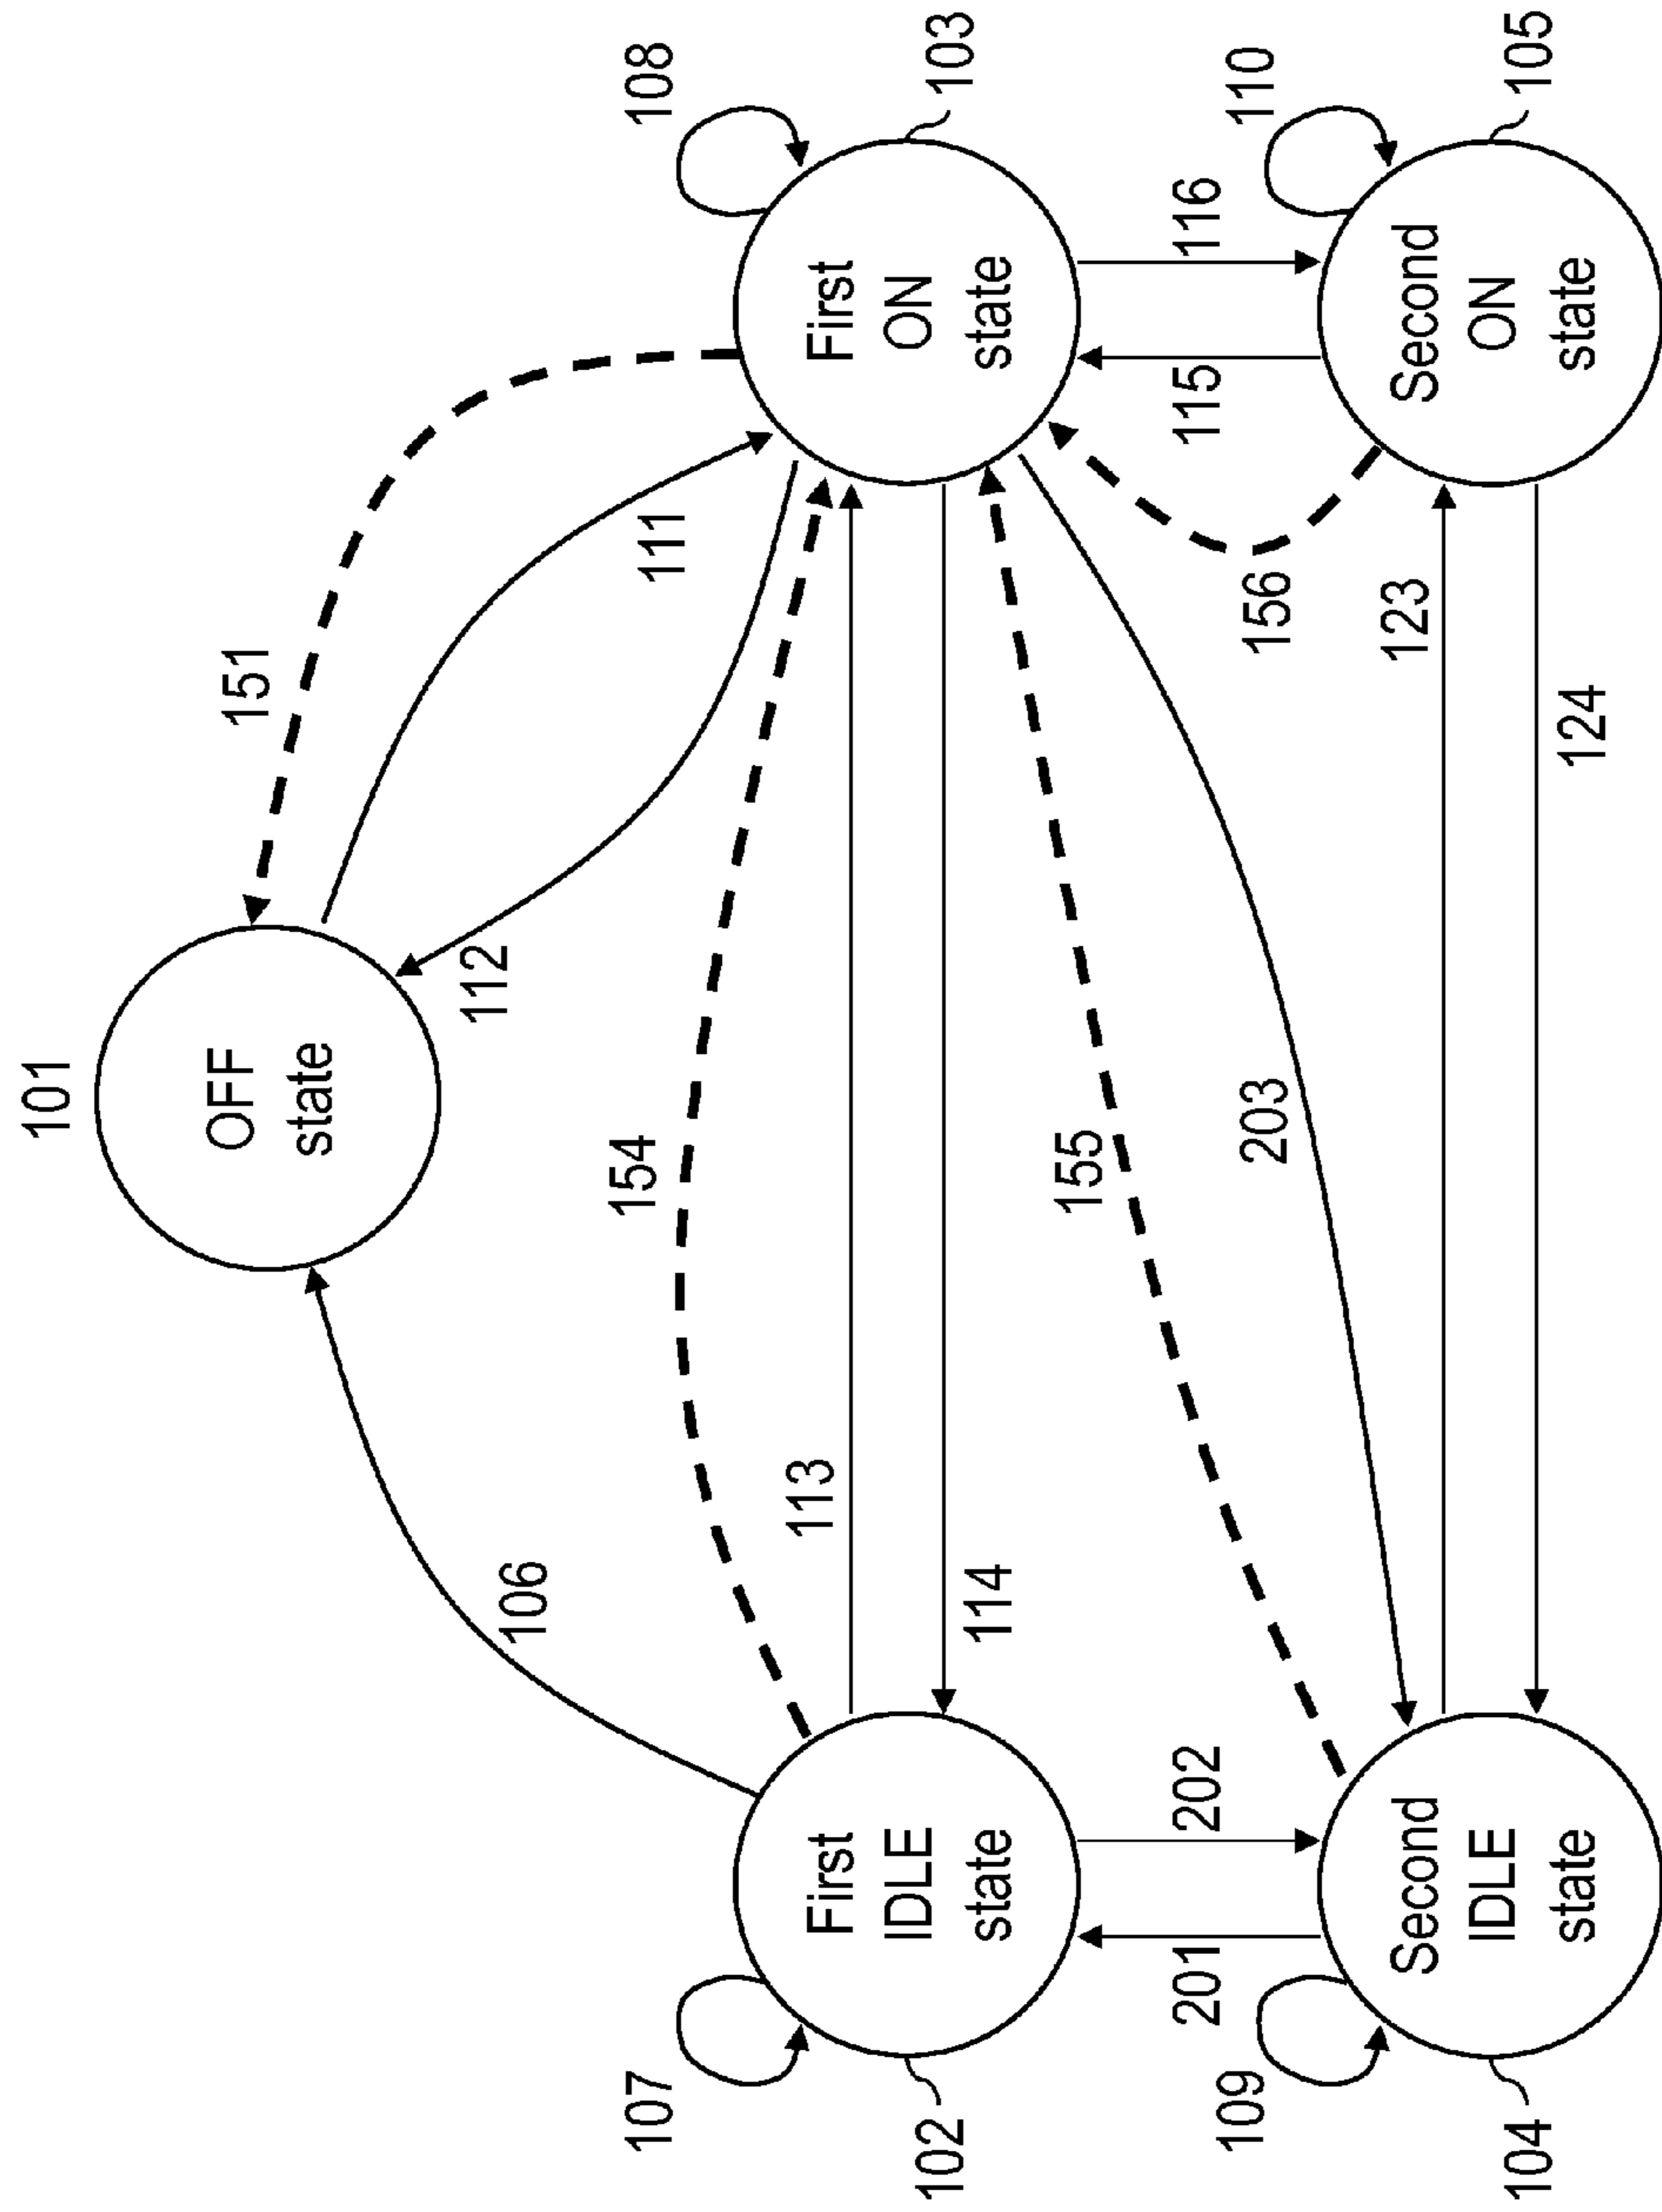 101
OFF
state
151
112
106
107
154
111
108
First
IDLE
state
113
First
ON
state
102
114
103
155
201
202
115
116
109
203
156
110
123
Second
IDLE
state
Second
ON
state
104
124
105